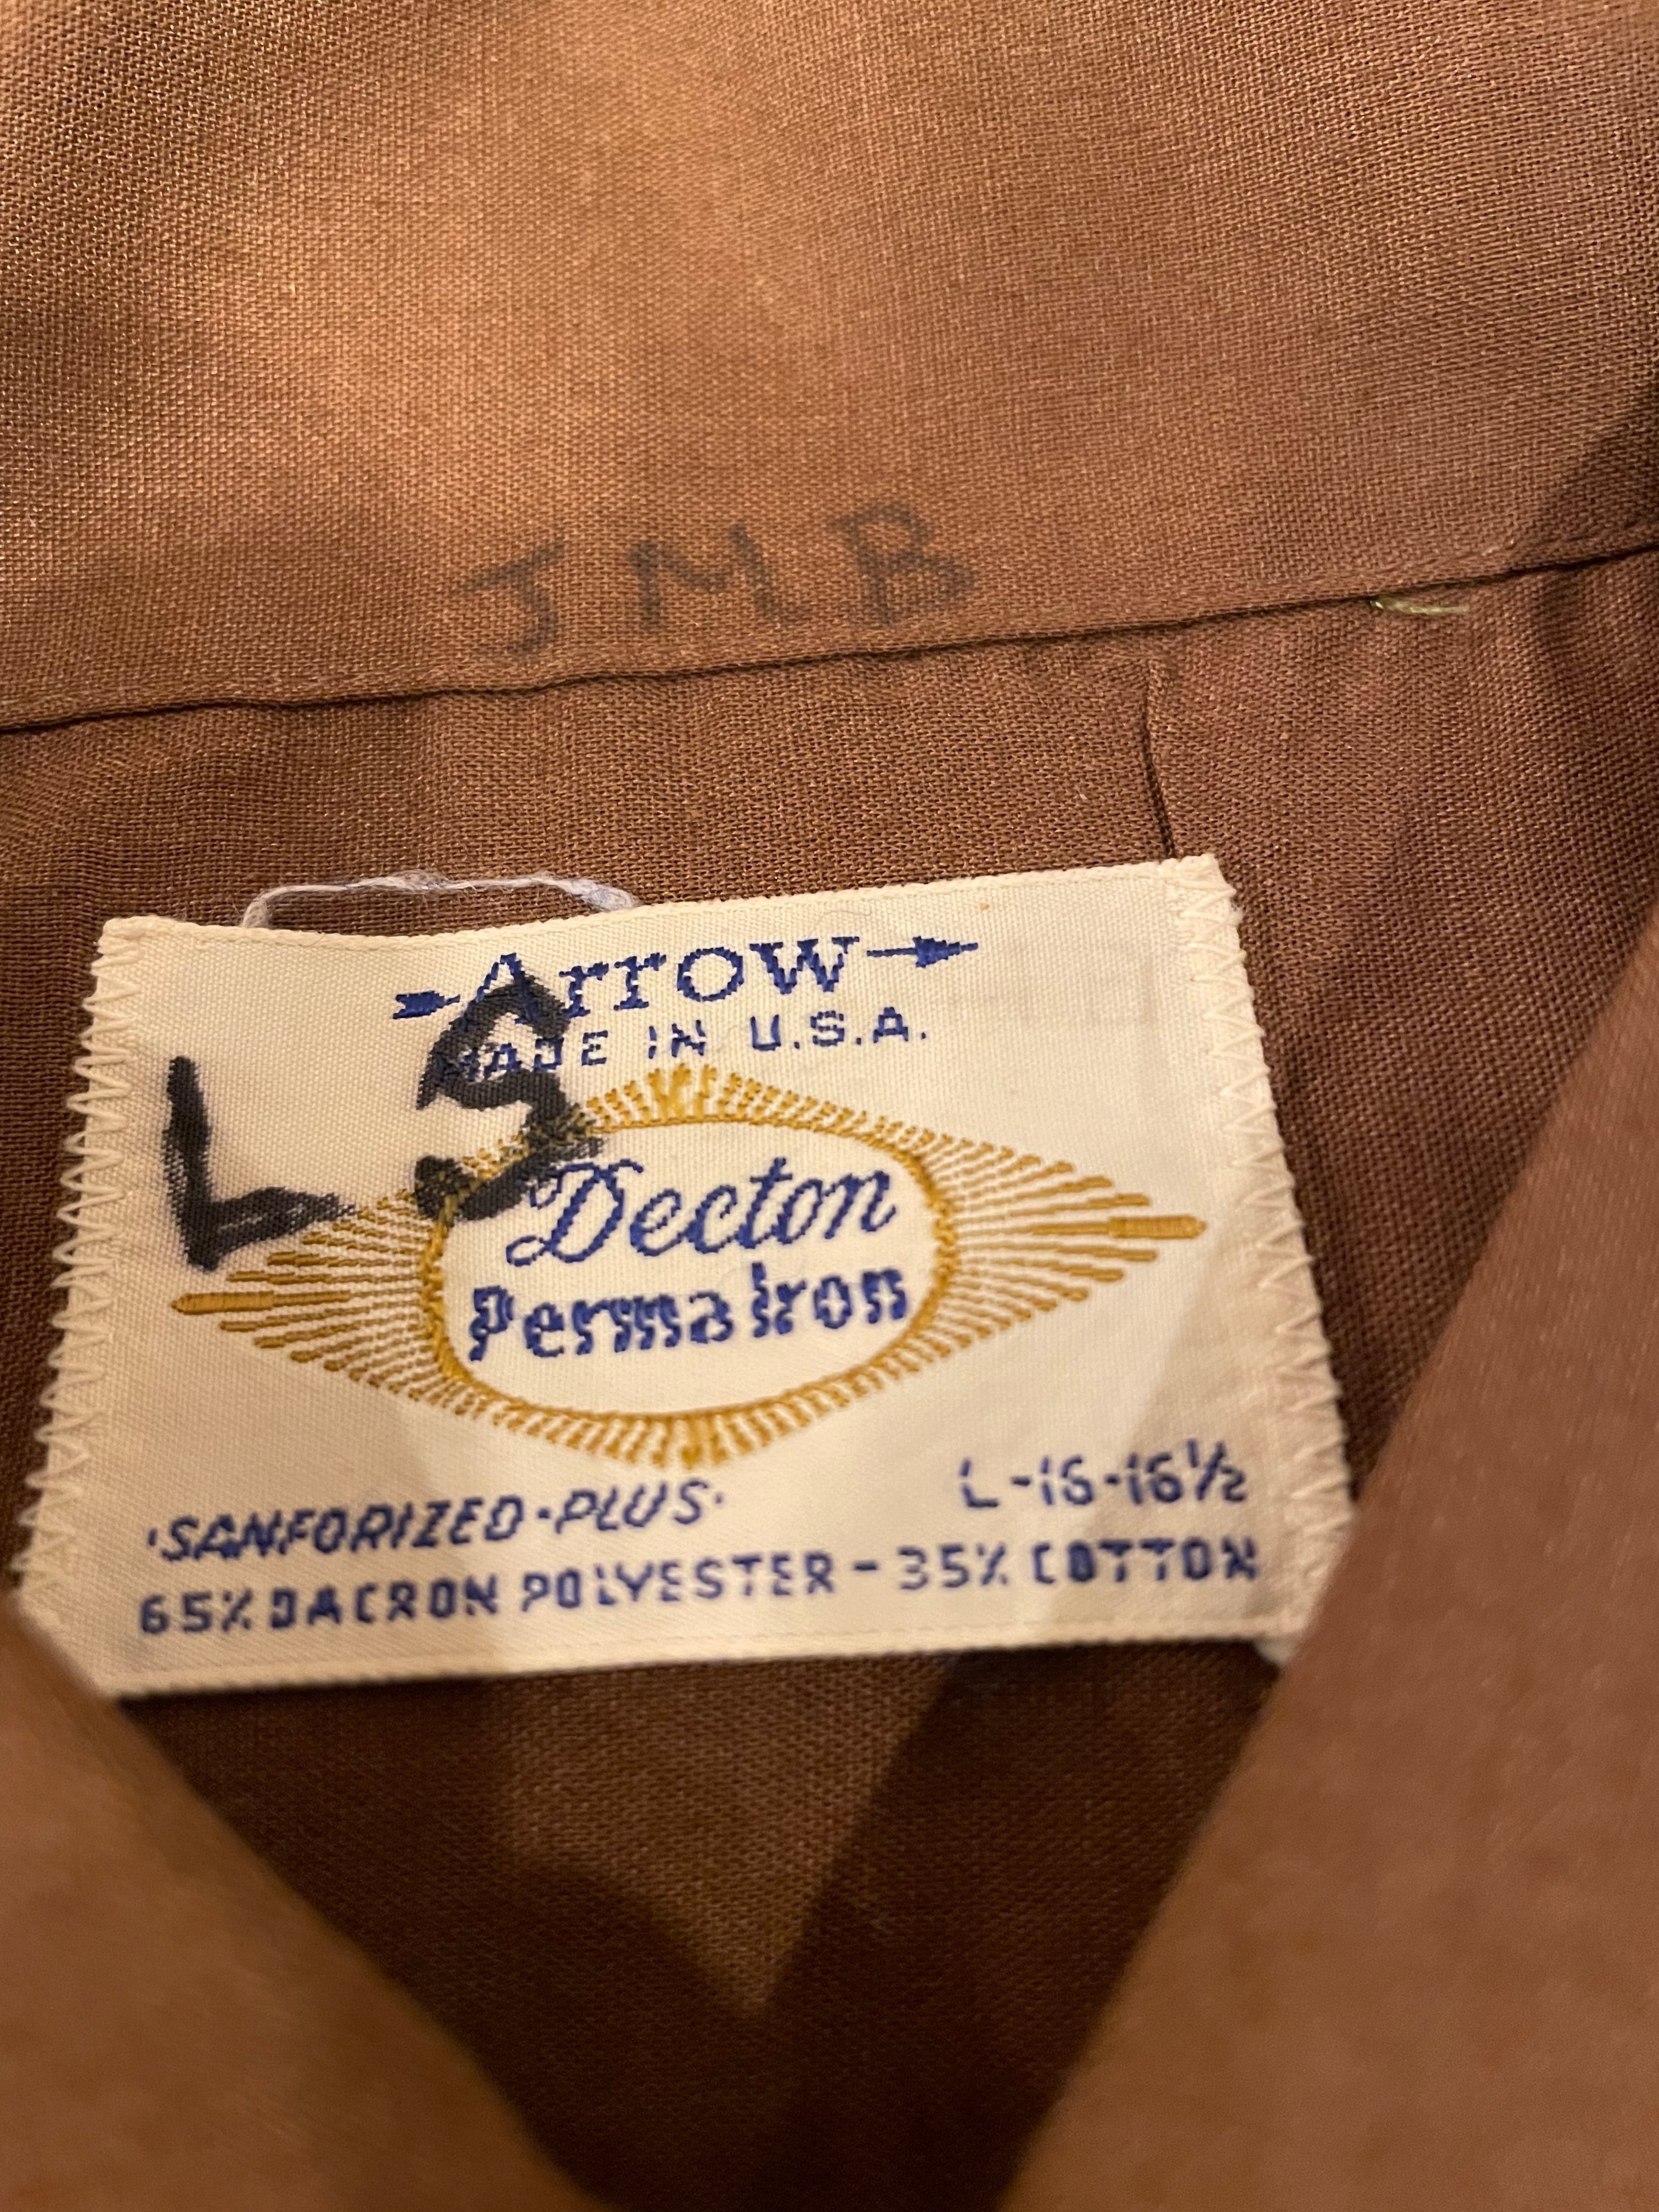 JMB
Arrow
MADE IN U.S.A.
LS
Decton
Perma Iron
·SANFORIZED·PLUS· L-16-16½
65% DACRON POLYESTER - 35% COTTON